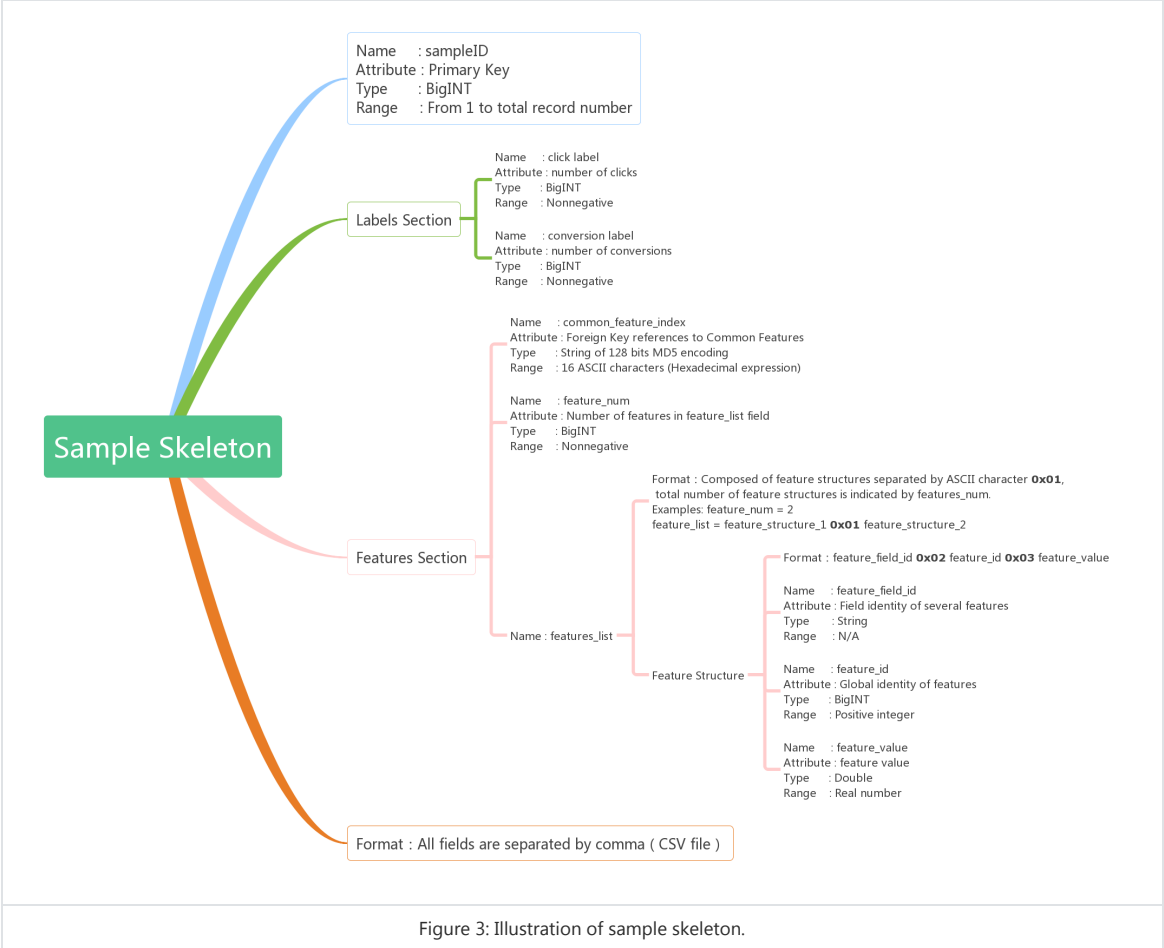 Name : sampleID
Attribute : Primary Key
Type : BigINT
Range : From 1 to total record number
Name : click label
Attribute : number of clicks
Type : BigINT
Range : Nonnegative
Labels Section
Name : conversion label
Attribute : number of conversions
Type : BigINT
Range : Nonnegative
Sample Skeleton
Features Section
Name : common_feature_index
Attribute : Foreign Key references to Common Features
Type : String of 128 bits MD5 encoding
Range : 16 ASCII characters (Hexadecimal expression)
Name : feature_num
Attribute : Number of features in feature_list field
Type : BigINT
Range : Nonnegative
Name : features_list
Format : Composed of feature structures separated by ASCII character 0x01,
total number of feature structures is indicated by features_num.
Examples: feature_num = 2
feature_list = feature_structure_1 0x01 feature_structure_2
Feature Structure
Format : feature_field_id 0x02 feature_id 0x03 feature_value
Name : feature_field_id
Attribute : Field identity of several features
Type : String
Range : N/A
Name : feature_id
Attribute : Global identity of features
Type : BigINT
Range : Positive integer
Name : feature_value
Attribute : feature value
Type : Double
Range : Real number
Format : All fields are separated by comma ( CSV file )
Figure 3: Illustration of sample skeleton.